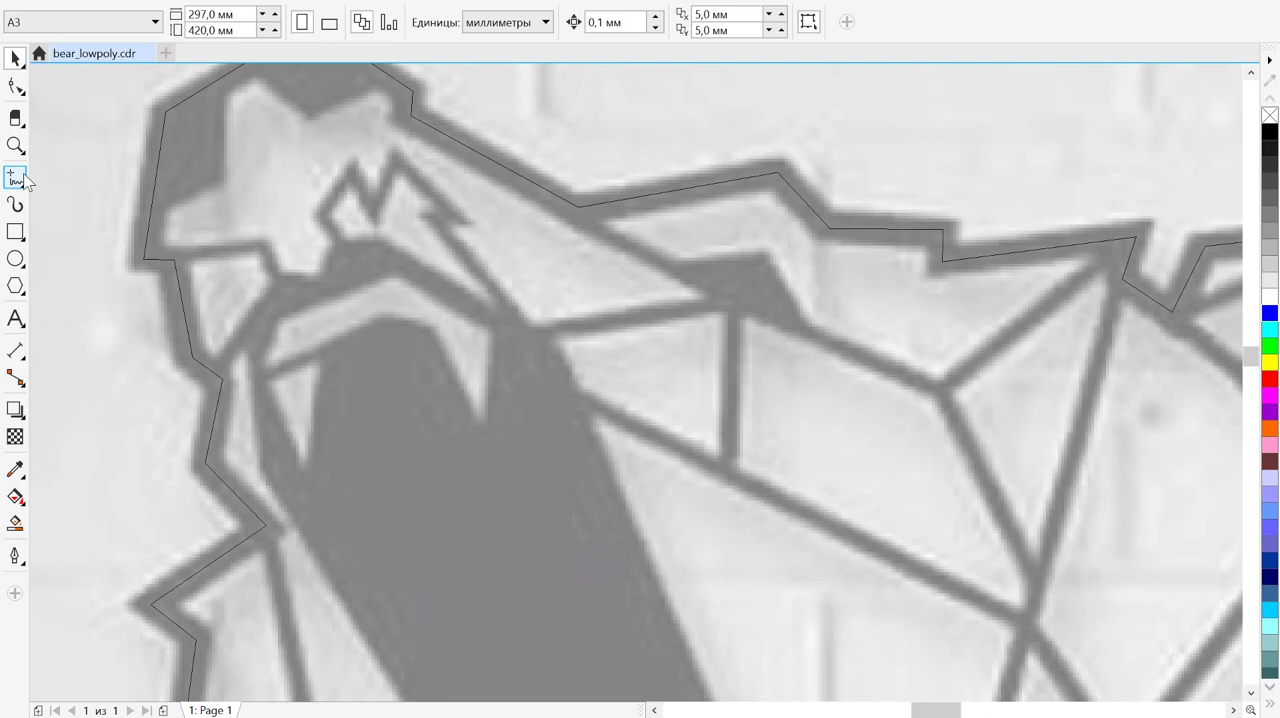 A3
297,0 мм
420,0 мм
Единицы:
миллиметры
0,1 мм
5,0 мм
5,0 мм
bear_lowpoly.cdr
1 из 1
1: Page 1